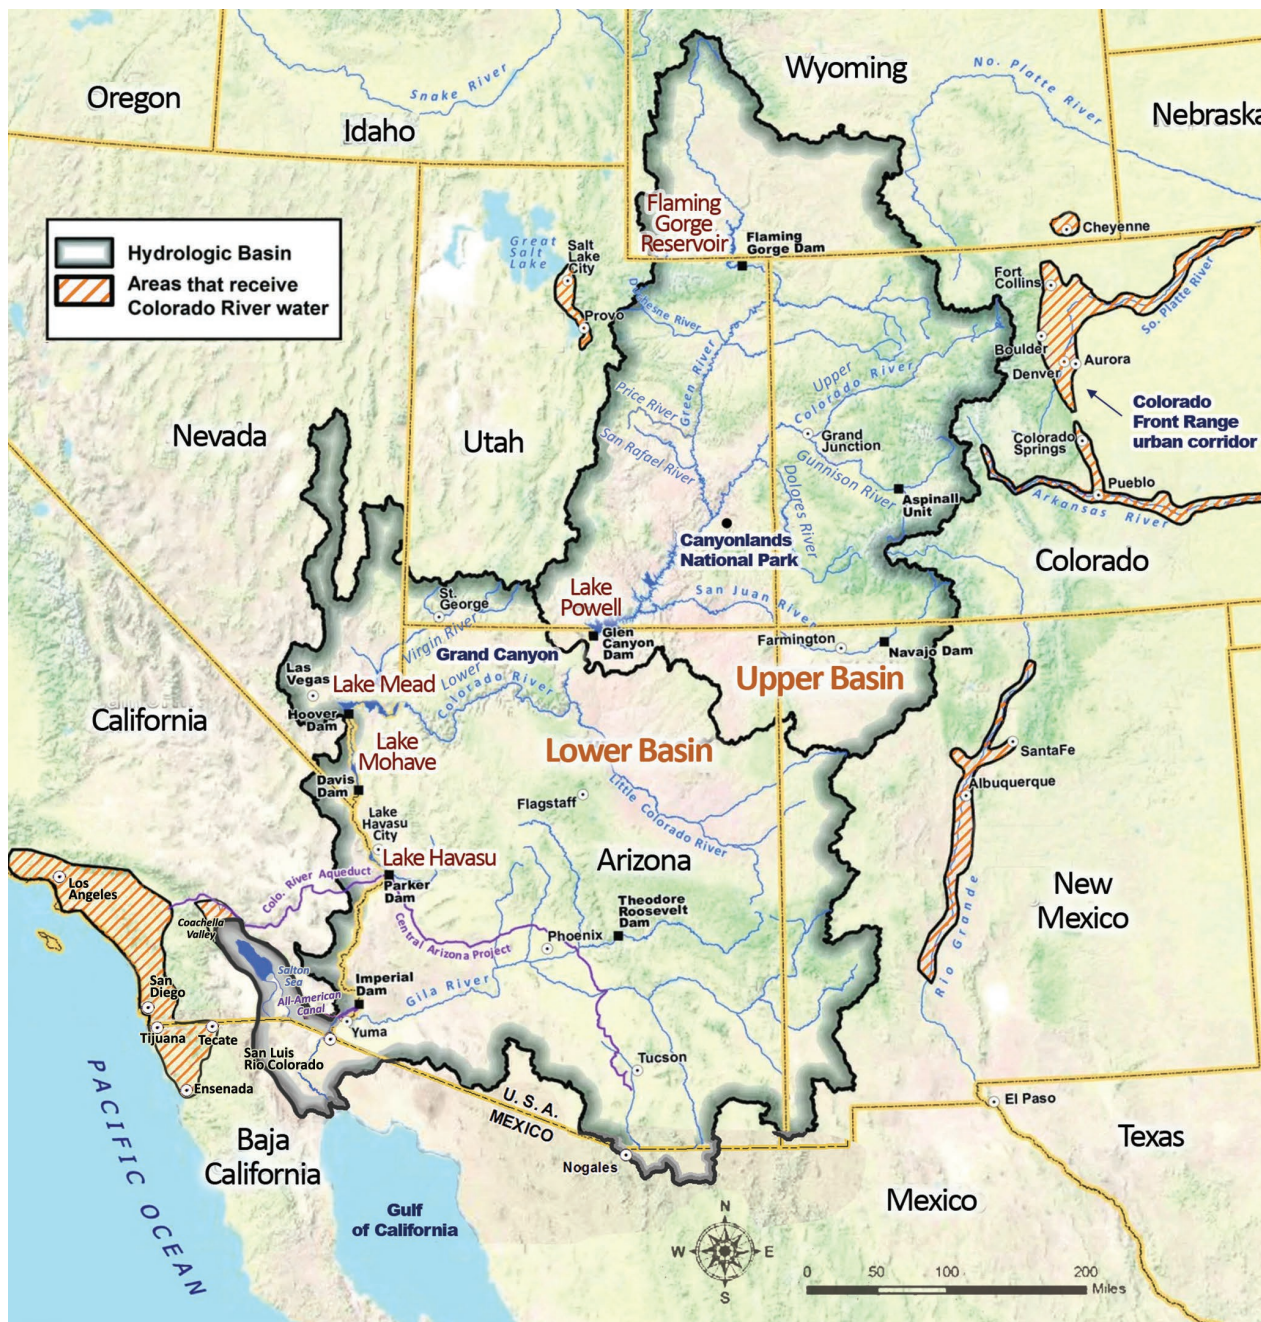 Oregon
Snake River
Idaho
Wyoming
No. Platte River
Nebraska
Hydrologic Basin
Areas that receive
Colorado River water
Great
Salt
Lake
Salt
Lake
City
Provo
Flaming
Gorge
Reservoir
Flaming
Gorge Dam
Cheyenne
Fort
Collins
So. Platte River
Boulder
Denver
Aurora
Colorado
Front Range
urban corridor
Duchesne River
Green River
Upper
Colorado River
Price River
San Rafael River
Grand
Junction
Gunnison River
Dolores River
Aspinall
Unit
Colorado
Springs
Pueblo
Arkansas River
Nevada
Utah
Canyonlands
National Park
Colorado
Lake
Powell
San Juan River
St.
George
Virgin River
Grand Canyon
Glen
Canyon
Dam
Farmington
Navajo Dam
Upper Basin
Las
Vegas
Lake Mead
Lower
Colorado River
Hoover
Dam
California
Lake
Mohave
Lower Basin
SantaFe
Albuquerque
Davis
Dam
Flagstaff
Little Colorado River
Lake
Havasu
City
Lake Havasu
Arizona
Parker
Dam
Colo. River Aqueduct
Los
Angeles
Coachella
Valley
Central Arizona Project
Theodore
Roosevelt
Dam
Phoenix
New
Mexico
Rio Grande
Salton
Sea
All-American
Canal
Imperial
Dam
Gila River
San
Diego
Tijuana
Tecate
Yuma
San Luis
Rio Colorado
Ensenada
Tucson
U. S. A.
MEXICO
Nogales
El Paso
Texas
Mexico
Baja
California
PACIFIC OCEAN
Gulf
of California
N
W
E
S
0
50
100
200
Miles